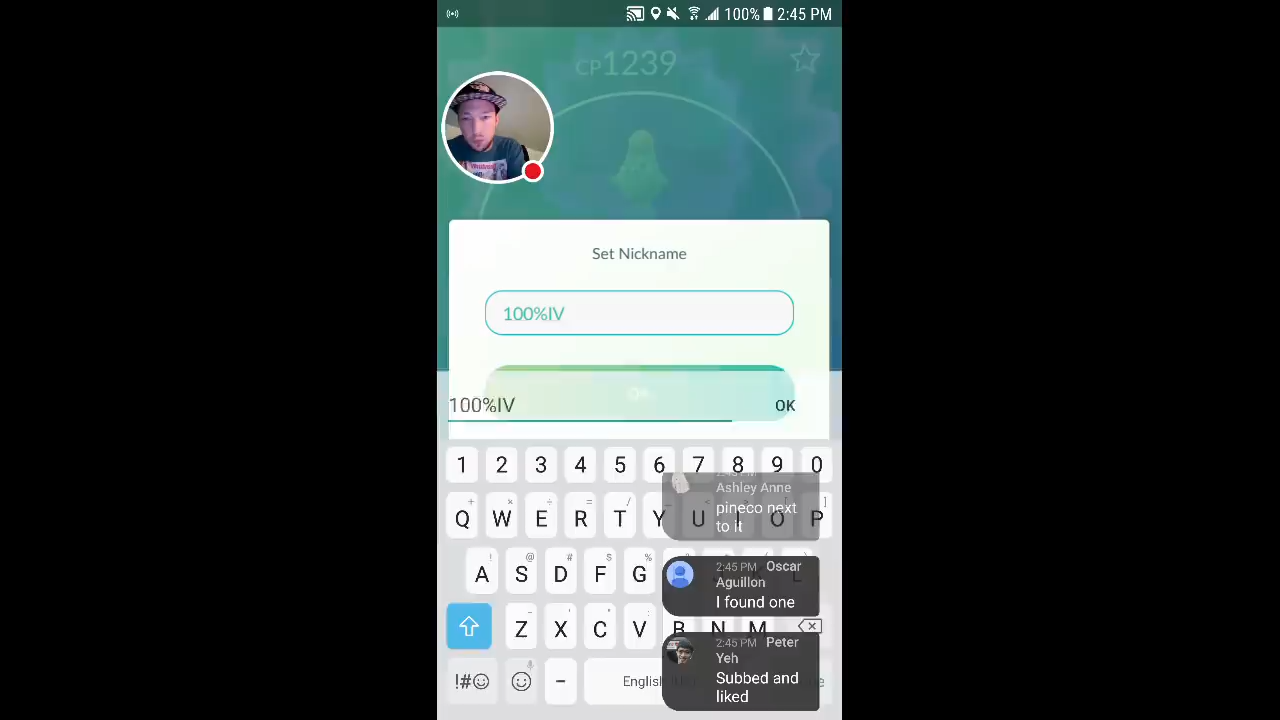 100% 2:45 PM
CP1239
Set Nickname
100%IV
OK
100%IV
OK
1 2 3 4 5 6 7 8 9 0
Q W E R T Y U I O P
Ashley Anne
pineco next
to it
A S D F G
2:45 PM Oscar
Aguillon
I found one
Z X C V B N M
2:45 PM Peter
Yeh
Subbed and
liked
!#
English